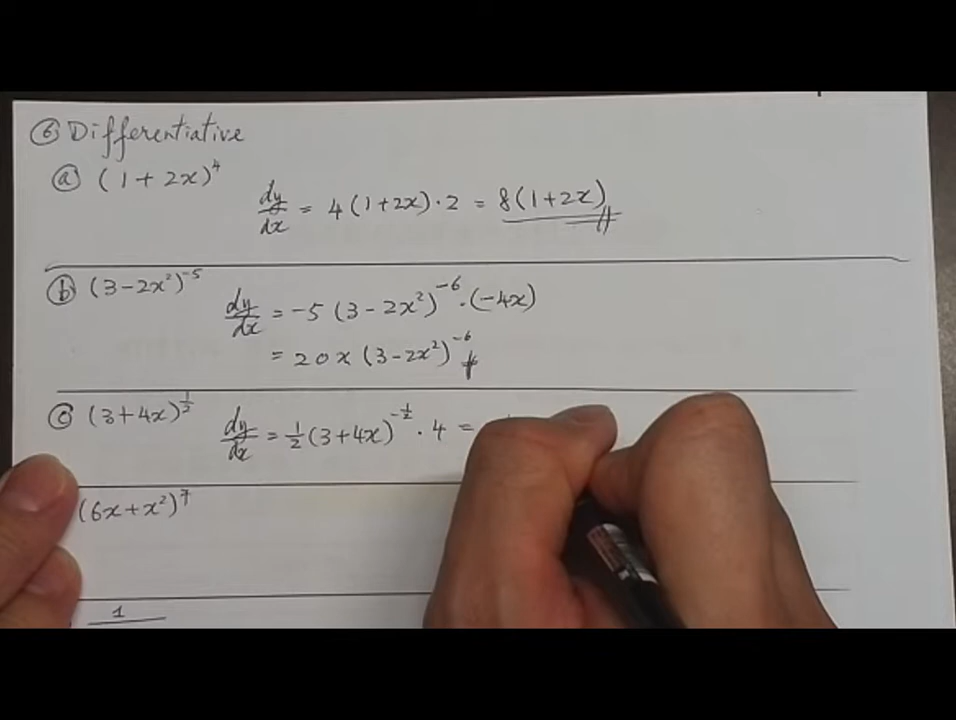 ⑥ Differentiative
ⓐ (1 + 2x)⁴
dy/dx = 4(1+2x)·2 = 8(1+2x)
ⓑ (3-2x²)⁻⁵
dy/dx = -5(3-2x²)⁻⁶·(-4x)
= 20x(3-2x²)⁻⁶
ⓒ (3+4x)^½
dy/dx = ½(3+4x)^-½ · 4 =
(6x+x²)⁷
1